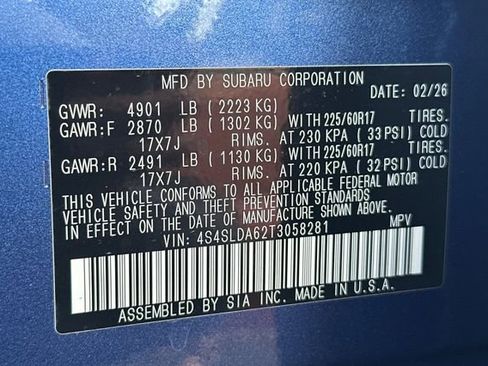 MFD BY SUBARU CORPORATION
DATE: 02/26
GVWR: 4901 LB (2223 KG)
GAWR:F 2870 LB (1302 KG) WITH 225/60R17 TIRES.
17X7J RIMS. AT 230 KPA (33 PSI) COLD
GAWR:R 2491 LB (1130 KG) WITH 225/60R17 TIRES.
17X7J RIMS. AT 220 KPA (32 PSI) COLD
THIS VEHICLE CONFORMS TO ALL APPLICABLE FEDERAL MOTOR
VEHICLE SAFETY AND THEFT PREVENTION STANDARDS
IN EFFECT ON THE DATE OF MANUFACTURE SHOWN ABOVE.
VIN: 4S4SLDA62T3058281 MPV
ASSEMBLED BY SIA INC. MADE IN U.S.A.